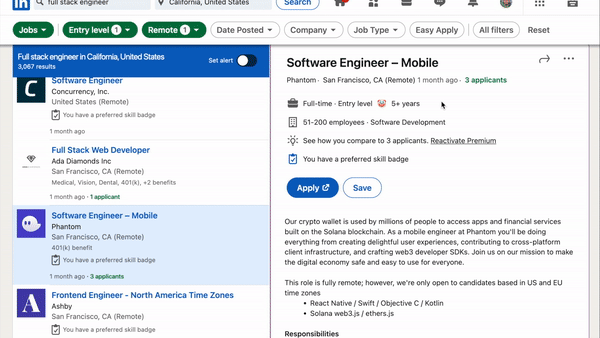 in
full stack engineer
California, United States
Jobs
Entry level 1
Remote 1
Date Posted
Company
Job Type
Easy Apply
All filters
Reset
Full stack engineer in California, United States
3,067 results
Set alert
Software Engineer
Concurrency, Inc.
United States (Remote)
You have a preferred skill badge
1 month ago
Full Stack Web Developer
Ada Diamonds Inc
San Francisco, CA (Remote)
Medical, Vision, Dental, 401(k), +2 benefits
1 month ago · 1 applicant
Software Engineer – Mobile
Phantom
San Francisco, CA (Remote)
401(k) benefit
You have a preferred skill badge
1 month ago · 3 applicants
Frontend Engineer - North America Time Zones
Ashby
San Francisco, CA (Remote)
You have a preferred skill badge
Software Engineer – Mobile
Phantom · San Francisco, CA (Remote) 1 month ago · 3 applicants
Full-time · Entry level 5+ years
51-200 employees · Software Development
See how you compare to 3 applicants. Reactivate Premium
You have a preferred skill badge
Apply
Save
Our crypto wallet is used by millions of people to access apps and financial services
built on the Solana blockchain. As a mobile engineer at Phantom you'll be doing
everything from creating delightful user experiences, contributing to cross-platform
client infrastructure, and crafting web3 developer SDKs. Join us on our mission to
make the digital economy safe and easy to use for everyone.
This role is fully remote; however, we're only open to candidates based in US and EU
time zones
• React Native / Swift / Objective C / Kotlin
• Solana web3.js / ethers.js
Responsibilities